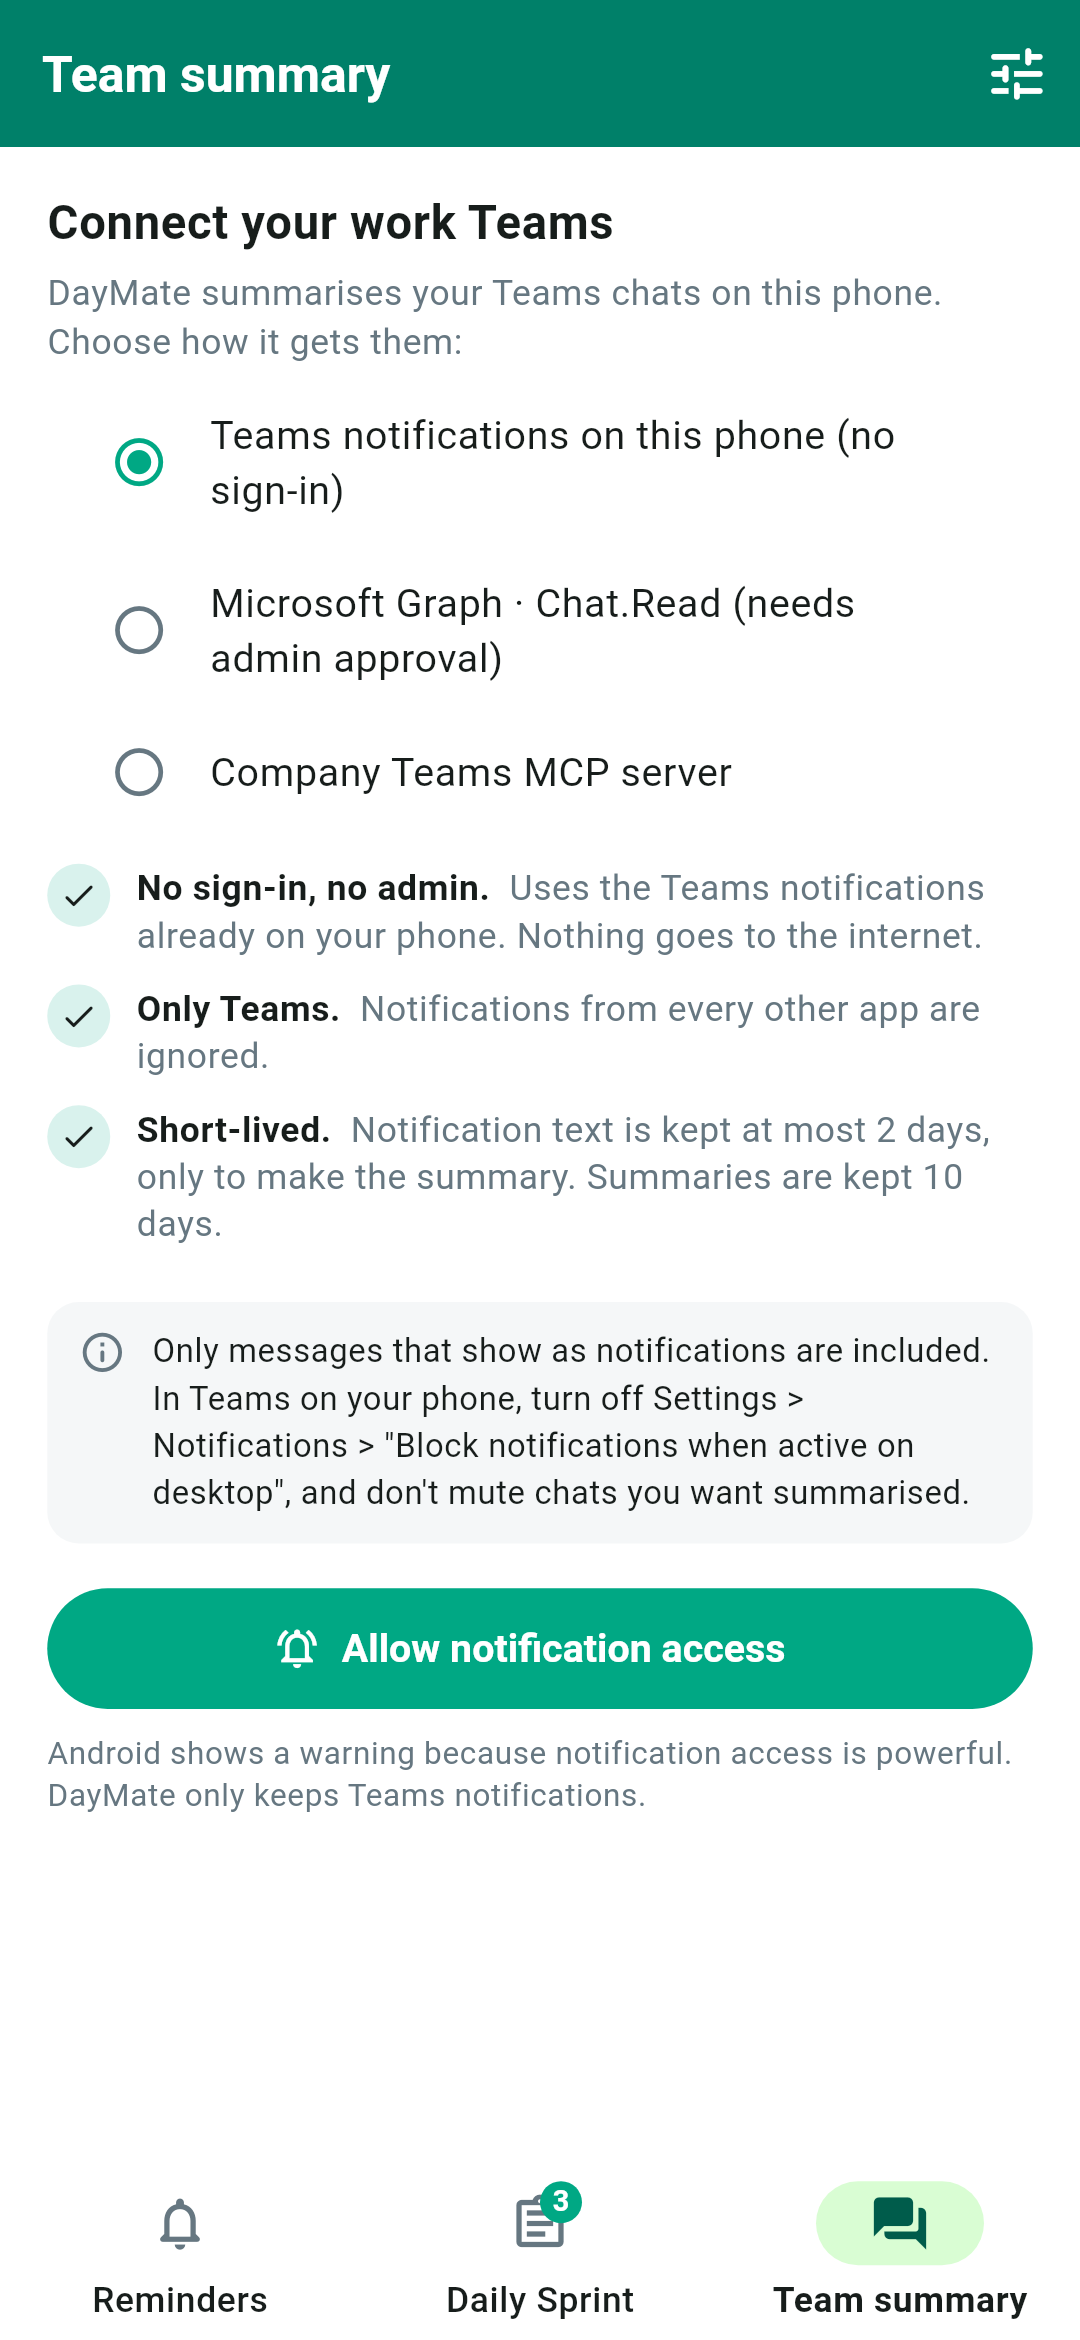 Team summary
Connect your work Teams
DayMate summarises your Teams chats on this phone.
Choose how it gets them:
Teams notifications on this phone (no
sign-in)
Microsoft Graph · Chat.Read (needs
admin approval)
Company Teams MCP server
No sign-in, no admin. Uses the Teams notifications
already on your phone. Nothing goes to the internet.
Only Teams. Notifications from every other app are
ignored.
Short-lived. Notification text is kept at most 2 days,
only to make the summary. Summaries are kept 10
days.
Only messages that show as notifications are included.
In Teams on your phone, turn off Settings >
Notifications > "Block notifications when active on
desktop", and don't mute chats you want summarised.
Allow notification access
Android shows a warning because notification access is powerful.
DayMate only keeps Teams notifications.
3
Reminders
Daily Sprint
Team summary